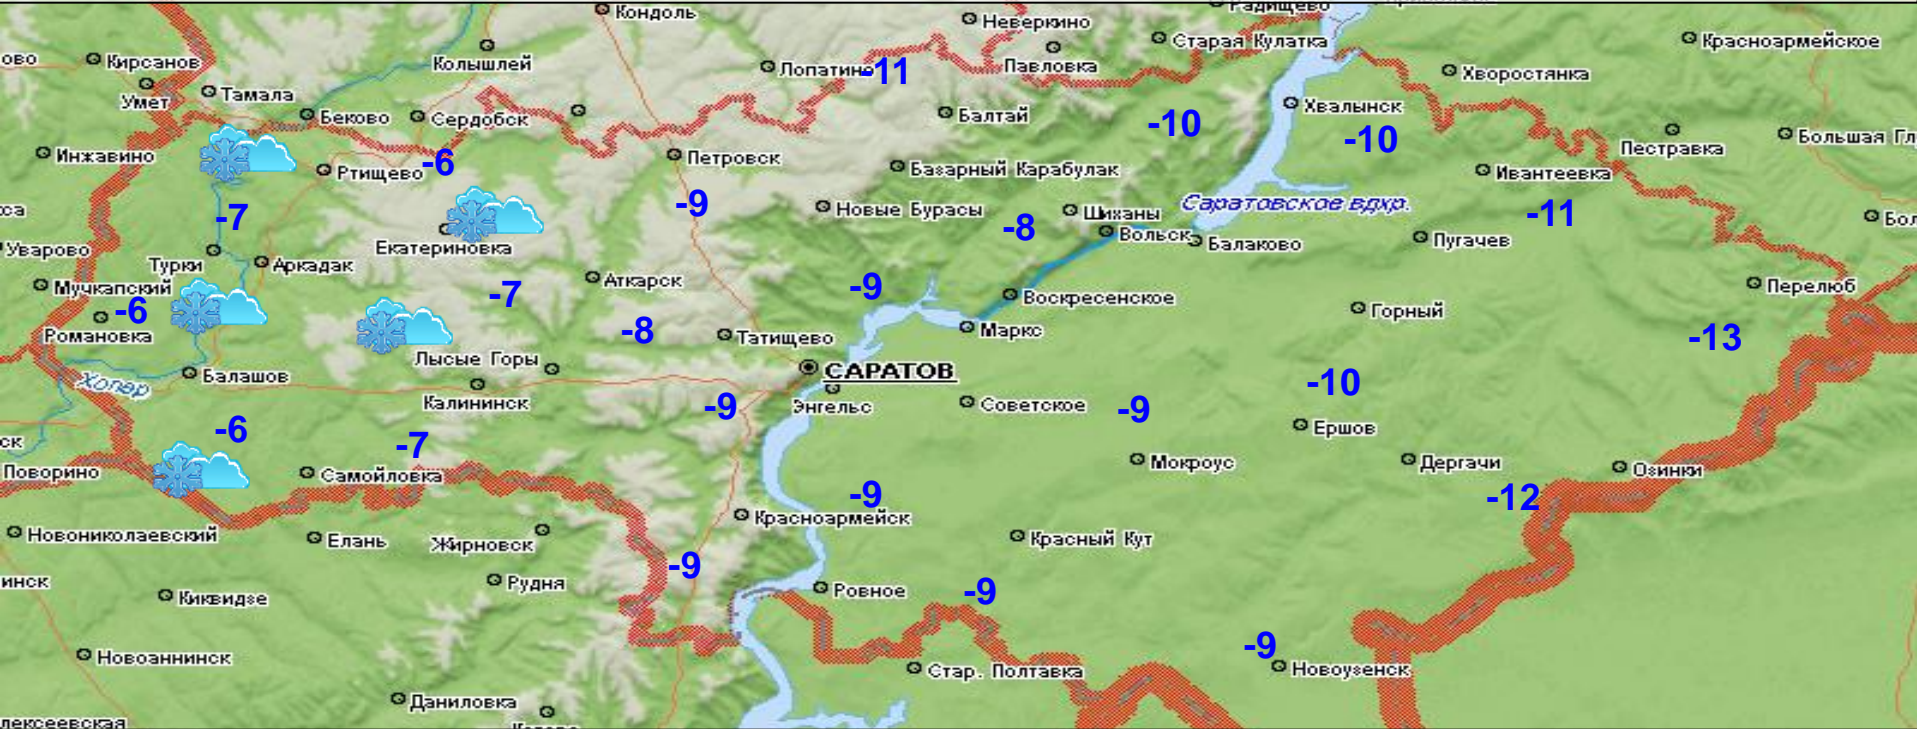 Кондоль
Неверкино
Радищево
Старая Кулатка
Красноармейское
Кирсанов
Колышлей
Лопатино
-11
Павловка
Хворостянка
Умет
Тамала
Беково
Сердобск
Балтай
-10
Хвалынск
-10
Пестравка
Инжавино
Ртищево
-6
Петровск
Базарный Карабулак
Ивантеевка
-7
-9
Новые Бурасы
-8
Шиханы
Саратовское вдхр.
-11
Уварово
Турки
Аркадак
Екатериновка
Вольск
Балаково
Пугачев
Мучкапский
-6
-7
Аткарск
-9
Воскресенское
Перелюб
Романовка
-8
Татищево
Маркс
Горный
-13
Хопер
Балашов
Лысые Горы
САРАТОВ
-10
Калининск
-9
Энгельс
Советское
-9
Ершов
-6
-7
Поворино
Самойловка
Мокроус
Дергачи
Озинки
-9
-12
Новониколаевский
Елань
Жирновск
Красноармейск
Красный Кут
Рудня
-9
Киквидзе
Ровное
-9
Новоаннинск
-9
Стар. Полтавка
Новоузенск
Даниловка